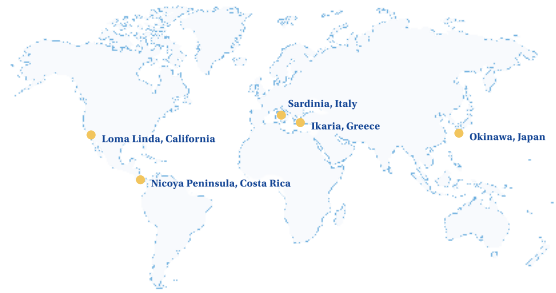 Sardinia, Italy
Ikaria, Greece
Loma Linda, California
Okinawa, Japan
Nicoya Peninsula, Costa Rica